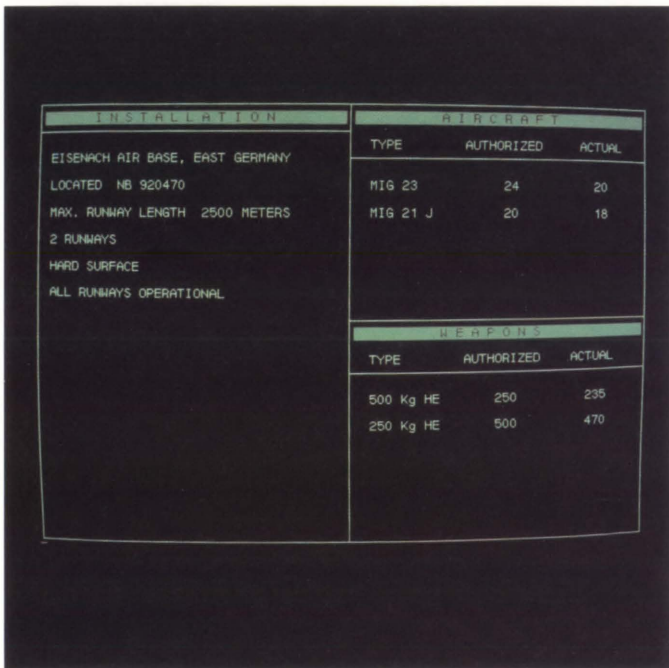 INSTALLATION
EISENACH AIR BASE, EAST GERMANY
LOCATED NB 920470
MAX. RUNWAY LENGTH 2500 METERS
2 RUNWAYS
HARD SURFACE
ALL RUNWAYS OPERATIONAL
AIRCRAFT
TYPE AUTHORIZED ACTUAL
MIG 23 24 20
MIG 21 J 20 18
WEAPONS
TYPE AUTHORIZED ACTUAL
500 Kg HE 250 235
250 Kg HE 500 470